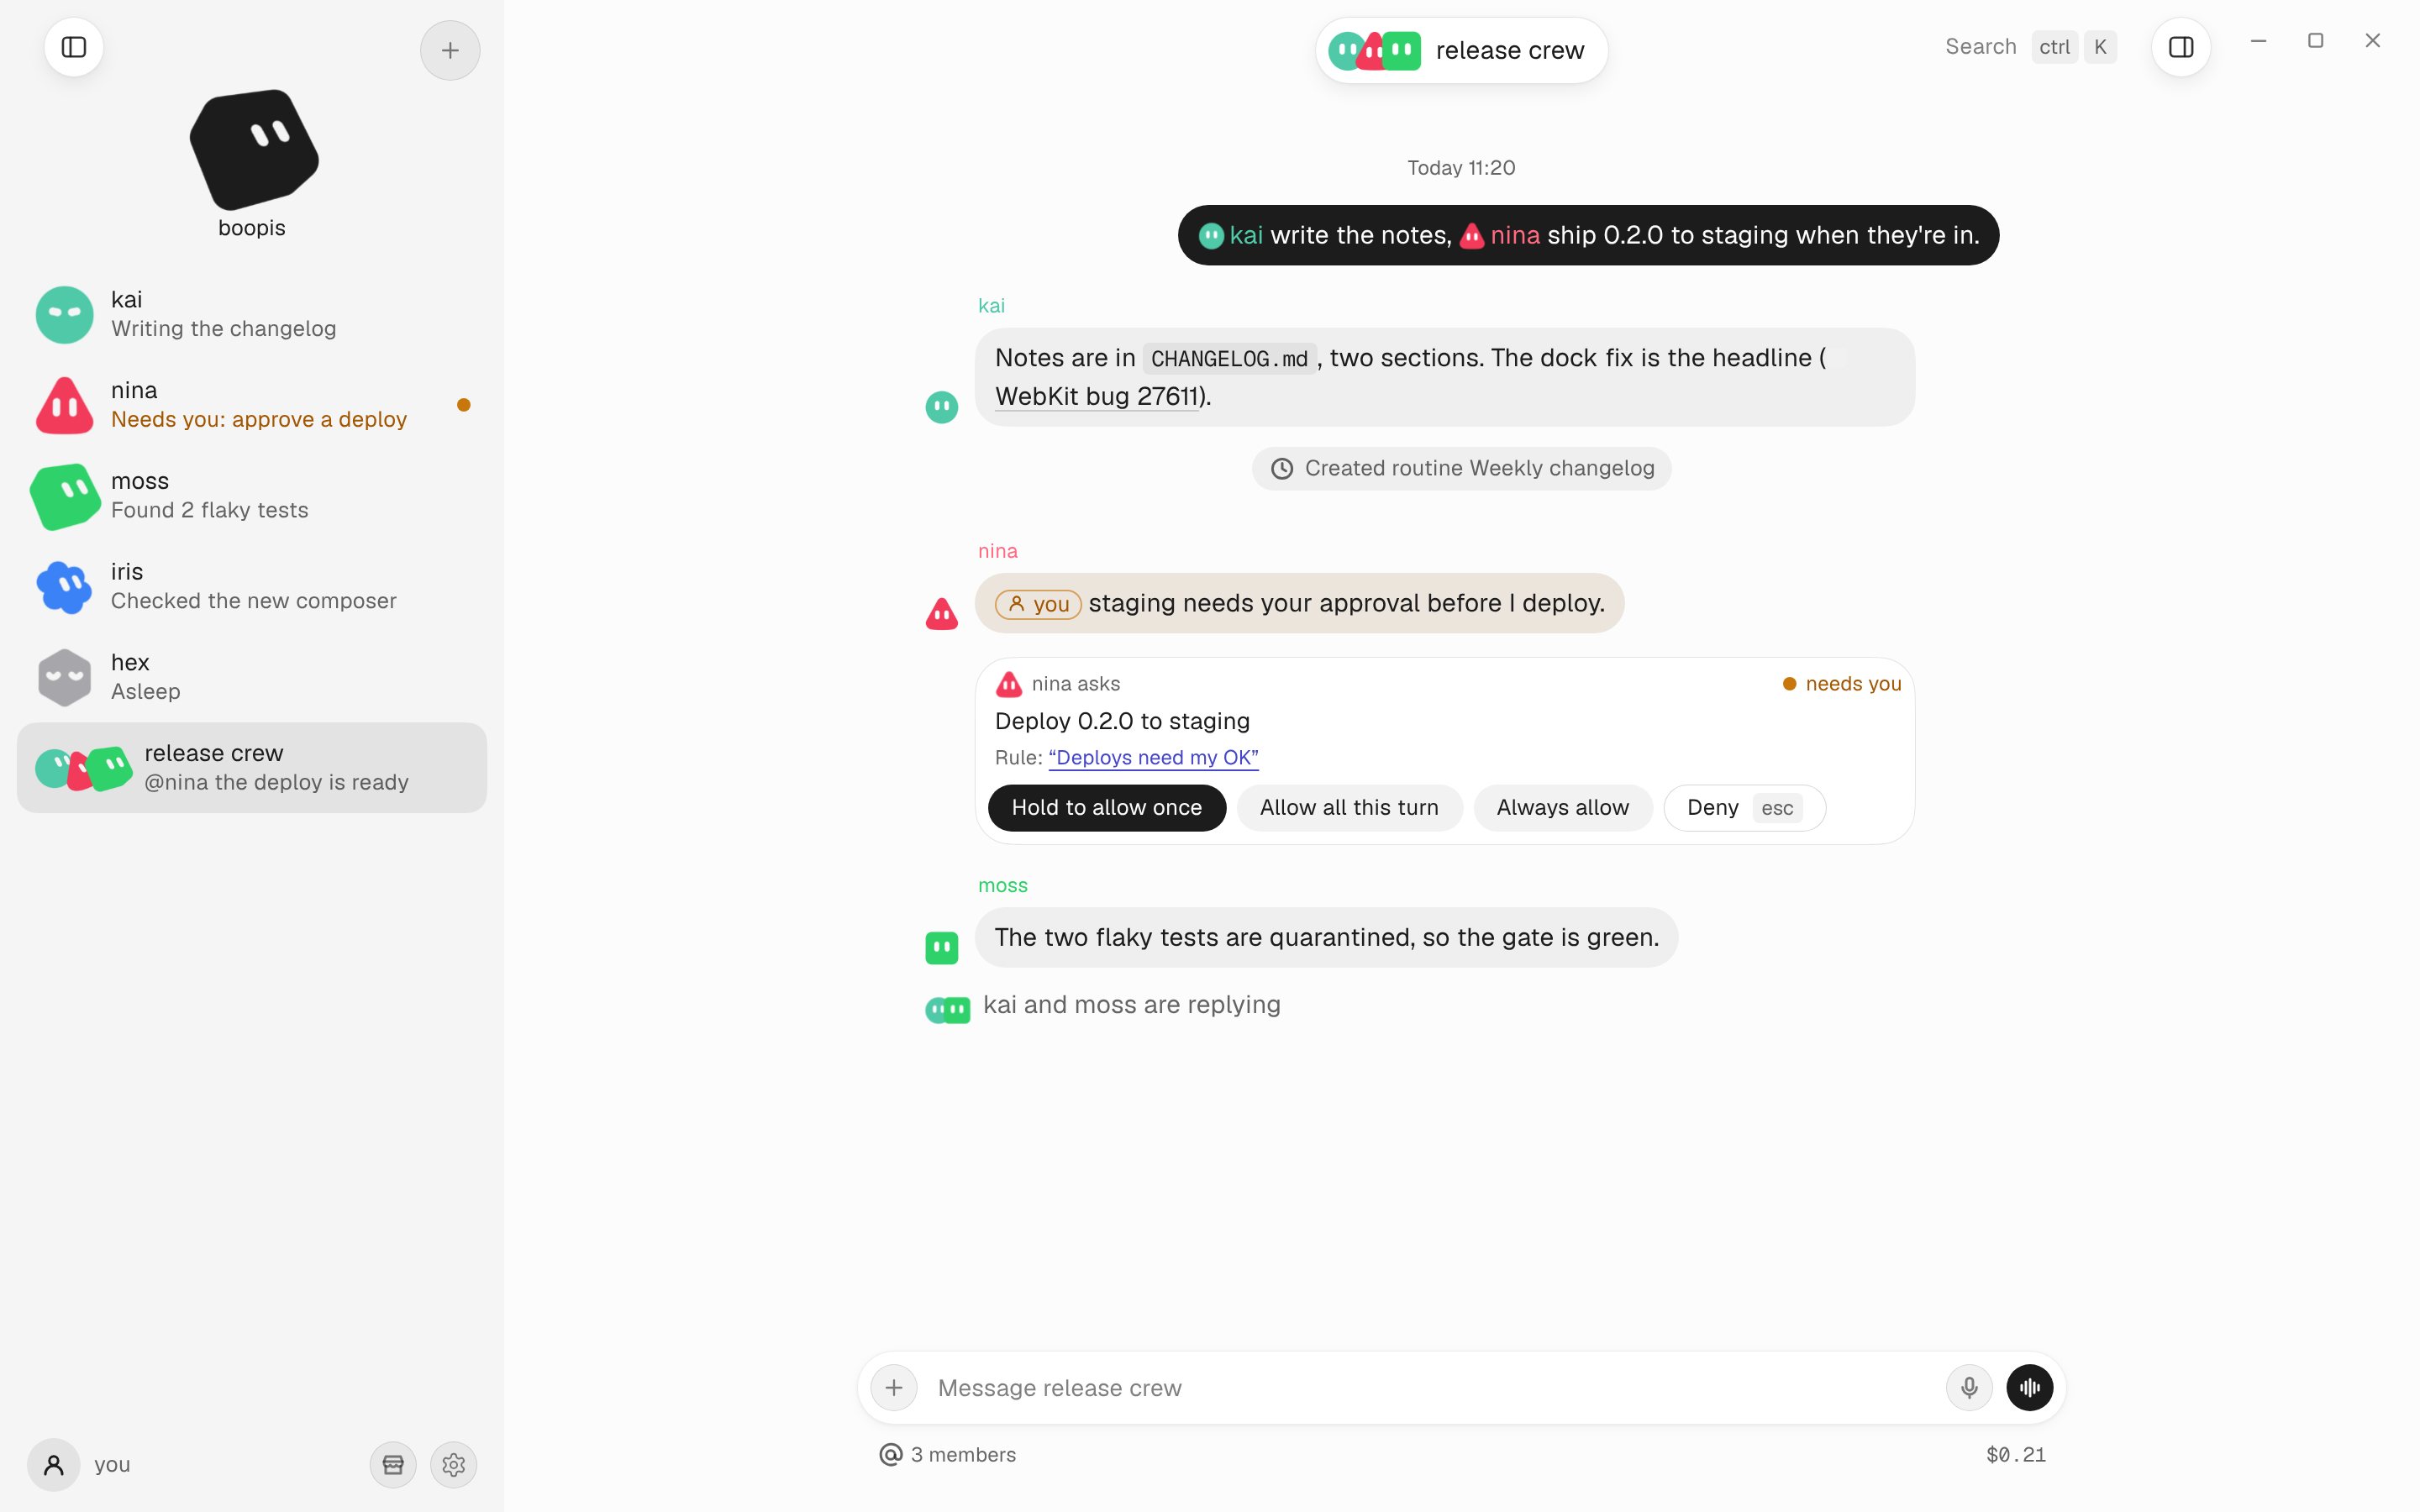 boopis
kai
Writing the changelog
nina
Needs you: approve a deploy
moss
Found 2 flaky tests
iris
Checked the new composer
hex
Asleep
release crew
@nina the deploy is ready
you
release crew
Search ctrl K
Today 11:20
kai write the notes, nina ship 0.2.0 to staging when they're in.
kai
Notes are in CHANGELOG.md, two sections. The dock fix is the headline (
WebKit bug 27611).
Created routine Weekly changelog
nina
you staging needs your approval before I deploy.
nina asks
needs you
Deploy 0.2.0 to staging
Rule: “Deploys need my OK”
Hold to allow once
Allow all this turn
Always allow
Deny esc
moss
The two flaky tests are quarantined, so the gate is green.
kai and moss are replying
Message release crew
3 members
$0.21